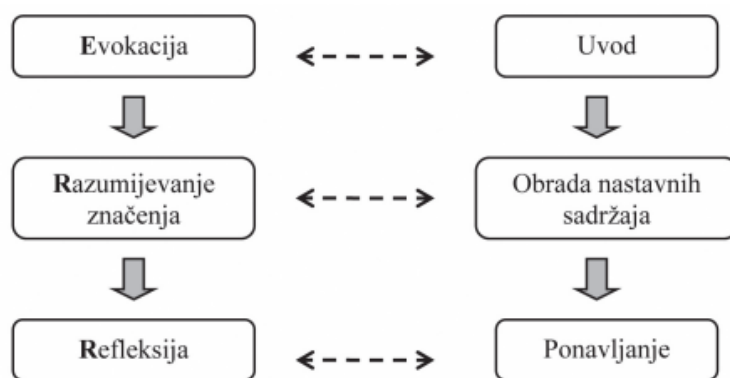 Evokacija
Uvod
Razumijevanje
značenja
Obrada nastavnih
sadržaja
Refleksija
Ponavljanje